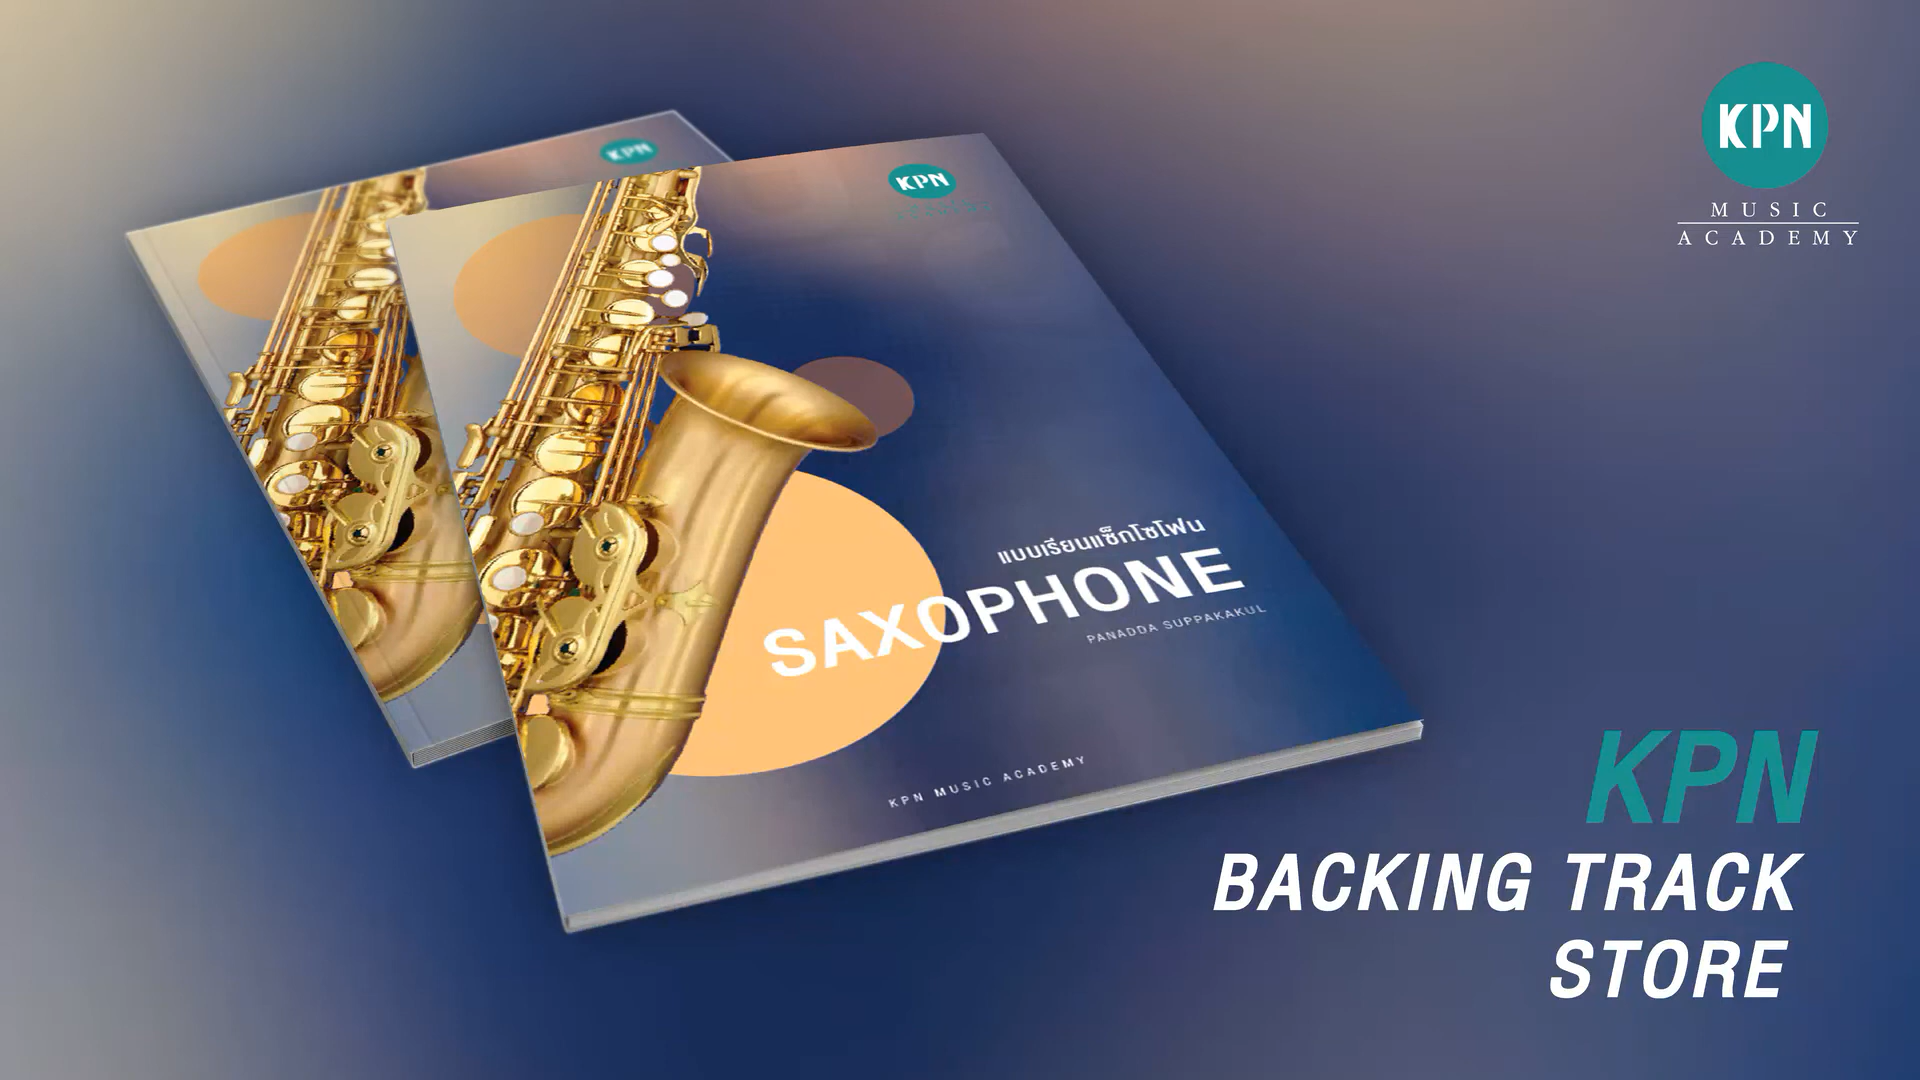 KPN
MUSIC
ACADEMY
KPN
KPN
แบบเรียนแซ็กโซโฟน
SAXOPHONE
PANADDA SUPPAKAKUL
KPN MUSIC ACADEMY
KPN
BACKING TRACK
STORE